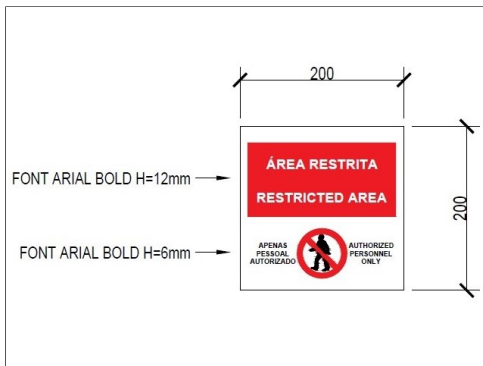 200
ÁREA RESTRITA
FONT ARIAL BOLD H=12mm
RESTRICTED AREA
200
FONT ARIAL BOLD H=6mm
APENAS
PESSOAL
AUTORIZADO
AUTHORIZED
PERSONNEL
ONLY